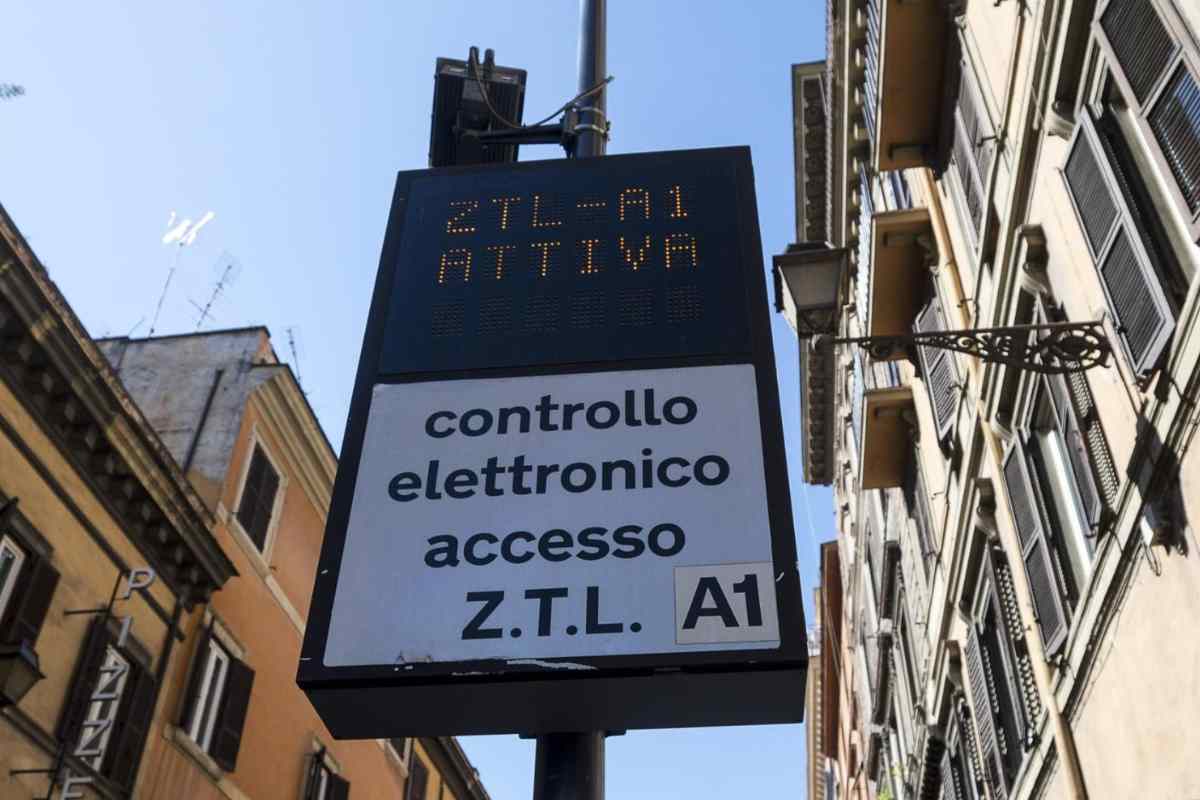 ZTL-A1
ATTIVA
controllo
elettronico
accesso
Z.T.L. A1